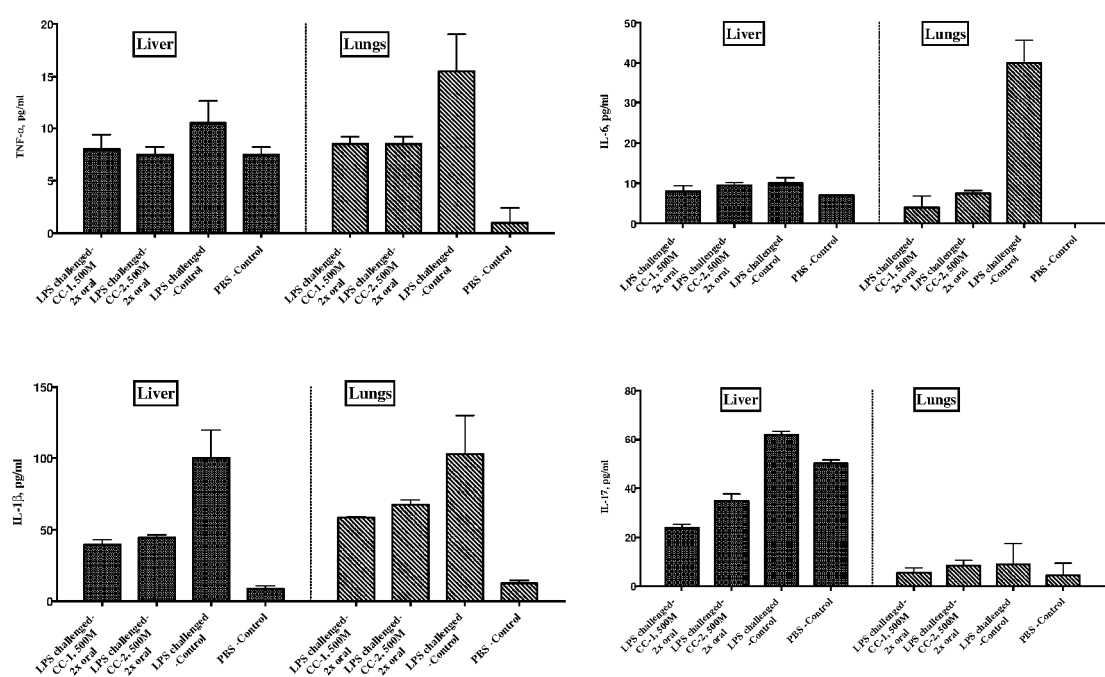 20
15
10
5
0
TNF-α, pg/ml
Liver
Lungs
LPS challenged-
CC-1, 500M
2x oral
LPS challenged-
CC-2, 500M
2x oral
LPS challenged
-Control
PBS -Control
LPS challenged-
CC-1, 500M
2x oral
LPS challenged-
CC-2, 500M
2x oral
LPS challenged
-Control
PBS -Control
50
40
30
20
10
0
IL-6, pg/ml
Liver
Lungs
LPS challenged-
CC-1, 500M
2x oral
LPS challenged-
CC-2, 500M
2x oral
LPS challenged
-Control
PBS -Control
LPS challenged-
CC-1, 500M
2x oral
LPS challenged-
CC-2, 500M
2x oral
LPS challenged
-Control
PBS -Control
150
100
50
0
IL-1β, pg/ml
Liver
Lungs
LPS challenged-
CC-1, 500M
2x oral
LPS challenged-
CC-2, 500M
2x oral
LPS challenged
-Control
PBS -Control
LPS challenged-
CC-1, 500M
2x oral
LPS challenged-
CC-2, 500M
2x oral
LPS challenged
-Control
PBS -Control
80
60
40
20
0
IL-17, pg/ml
Liver
Lungs
LPS challenged-
CC-1, 500M
2x oral
LPS challenged-
CC-2, 500M
2x oral
LPS challenged
-Control
PBS -Control
LPS challenged-
CC-1, 500M
2x oral
LPS challenged-
CC-2, 500M
2x oral
LPS challenged
-Control
PBS -Control